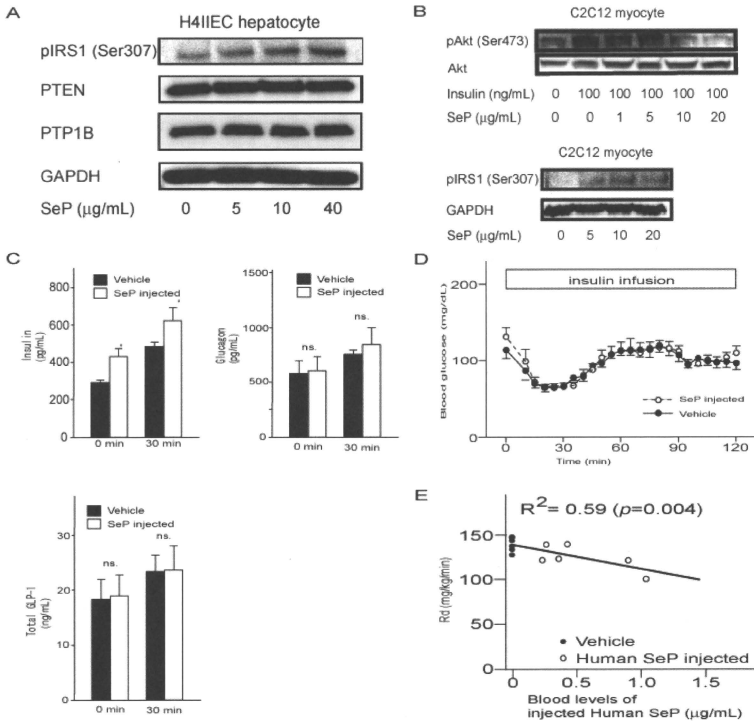 A
H4IIEC hepatocyte
pIRS1 (Ser307)
PTEN
PTP1B
GAPDH
SeP (μg/mL) 0 5 10 40
B
C2C12 myocyte
pAkt (Ser473)
Akt
Insulin (ng/mL) 0 100 100 100 100 100
SeP (μg/mL) 0 0 1 5 10 20
C2C12 myocyte
pIRS1 (Ser307)
GAPDH
SeP (μg/mL) 0 5 10 20
C
Vehicle
SeP injected
Insulin
(pg/mL)
800
600
400
200
0
0 min 30 min
Vehicle
SeP injected
Glucagon
(pg/mL)
1500
1000
500
0
ns. ns.
0 min 30 min
Vehicle
SeP injected
Total GLP-1
(ng/mL)
30
20
10
0
ns. ns.
0 min 30 min
D
insulin infusion
Blood glucose (mg/dL)
200
100
0
SeP injected
Vehicle
0 30 60 90 120
Time (min)
E
R2= 0.59 (p=0.004)
Rd (mg/kg/min)
150
100
50
0
Vehicle
Human SeP injected
0 0.5 1.0 1.5
Blood levels of
injected Human SeP (μg/mL)